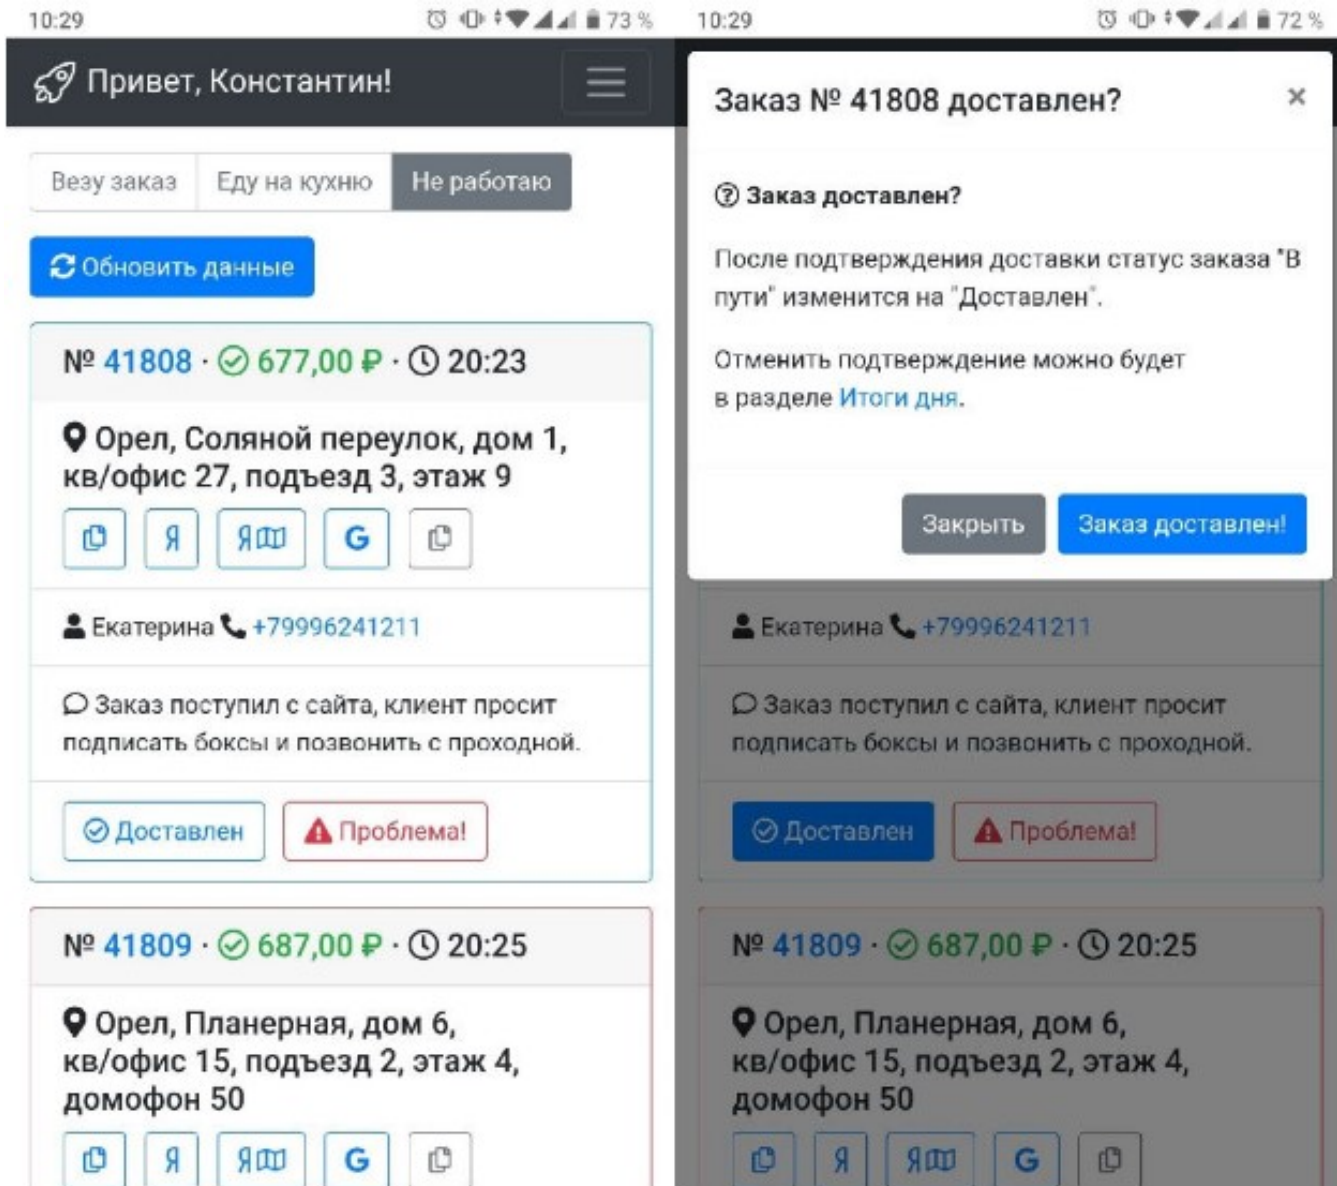 10:29
73 %
Привет, Константин!
Везу заказ
Еду на кухню
Не работаю
Обновить данные
№ 41808 · 677,00 ₽ · 20:23
Орел, Соляной переулок, дом 1,
кв/офис 27, подъезд 3, этаж 9
Я
Я
G
Екатерина +79996241211
Заказ поступил с сайта, клиент просит
подписать боксы и позвонить с проходной.
Доставлен
Проблема!
№ 41809 · 687,00 ₽ · 20:25
Орел, Планерная, дом 6,
кв/офис 15, подъезд 2, этаж 4,
домофон 50
Я
Я
G
10:29
72 %
Заказ № 41808 доставлен?
×
Заказ доставлен?
После подтверждения доставки статус заказа "В
пути" изменится на "Доставлен".
Отменить подтверждение можно будет
в разделе Итоги дня.
Закрыть
Заказ доставлен!
Екатерина +79996241211
Заказ поступил с сайта, клиент просит
подписать боксы и позвонить с проходной.
Доставлен
Проблема!
№ 41809 · 687,00 ₽ · 20:25
Орел, Планерная, дом 6,
кв/офис 15, подъезд 2, этаж 4,
домофон 50
Я
Я
G